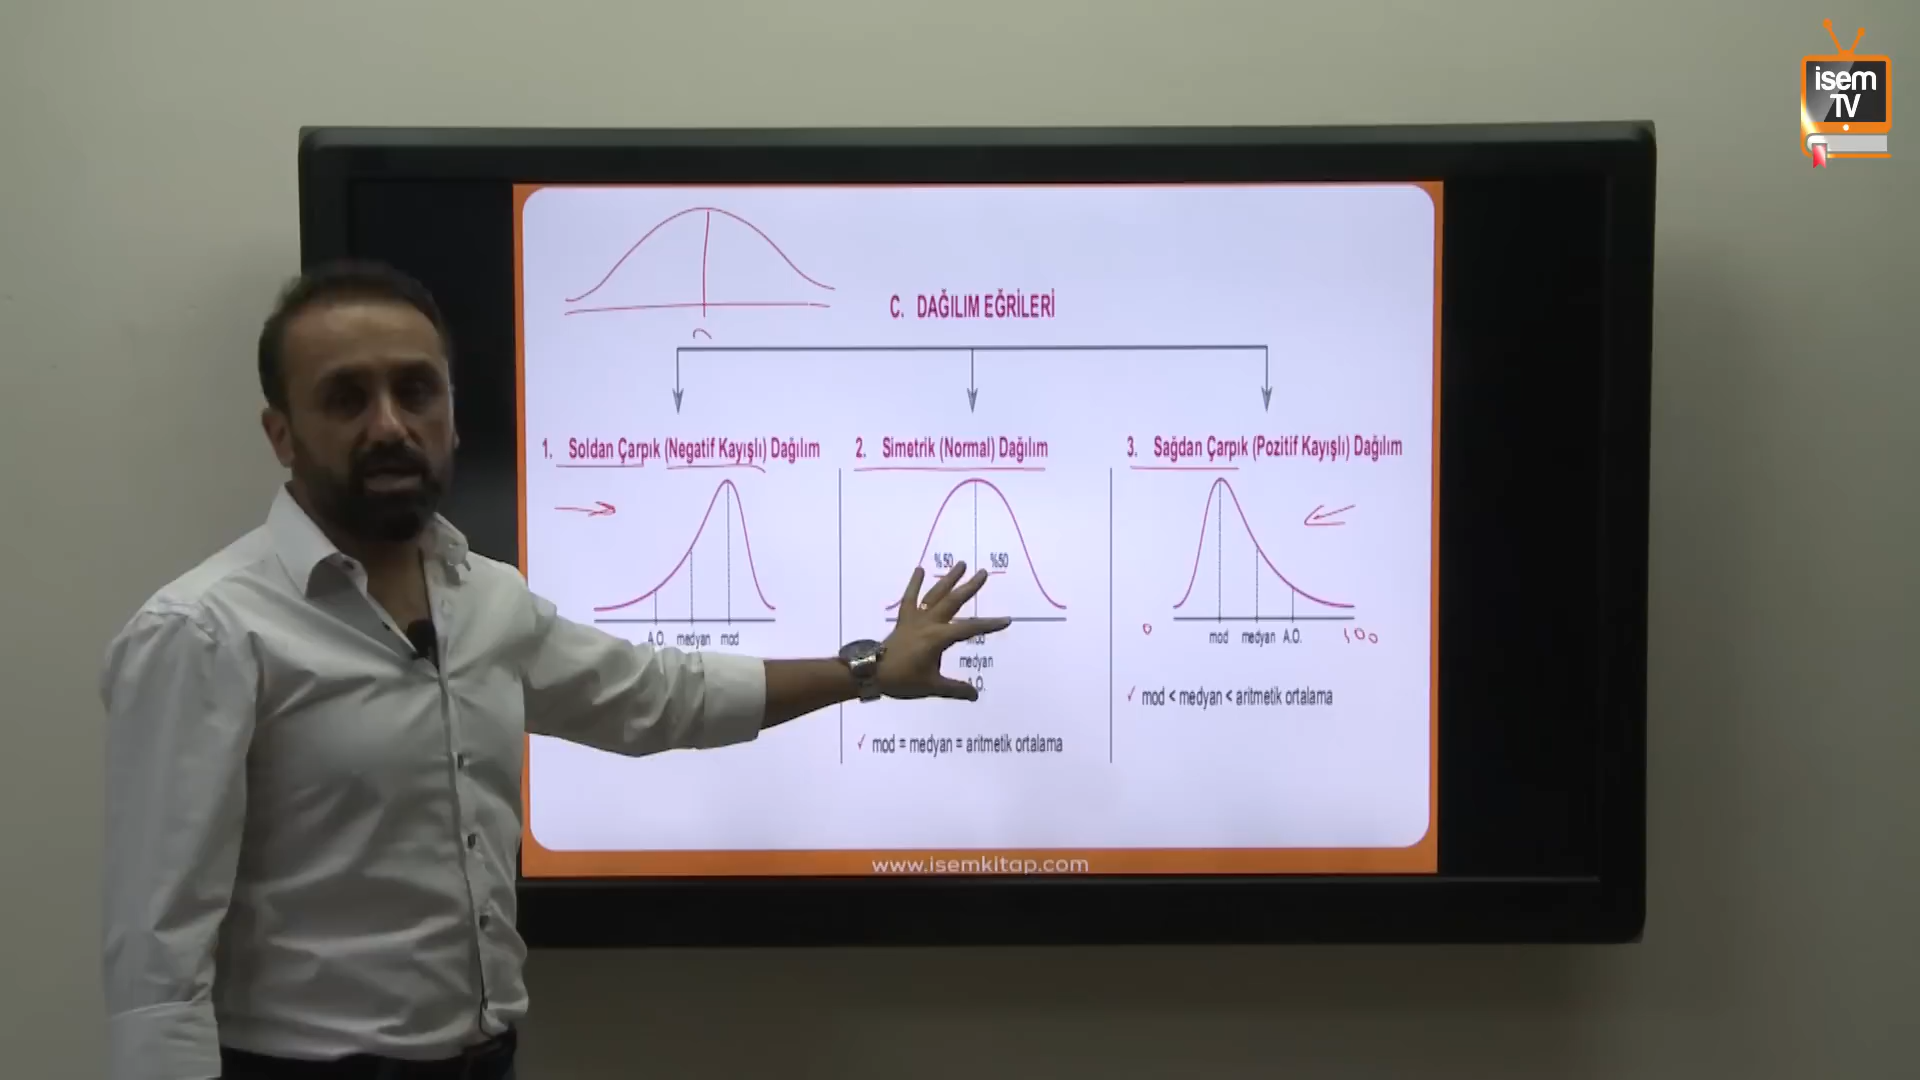 isem
TV
C. DAĞILIM EĞRİLERİ
1. Soldan Çarpık (Negatif Kayışlı) Dağılım
2. Simetrik (Normal) Dağılım
3. Sağdan Çarpık (Pozitif Kayışlı) Dağılım
%50 %50
A.O. medyan mod
medyan
A.O.
mod medyan A.O.
0 100
✓ mod < medyan < aritmetik ortalama
✓ mod = medyan = aritmetik ortalama
www.isemkitap.com